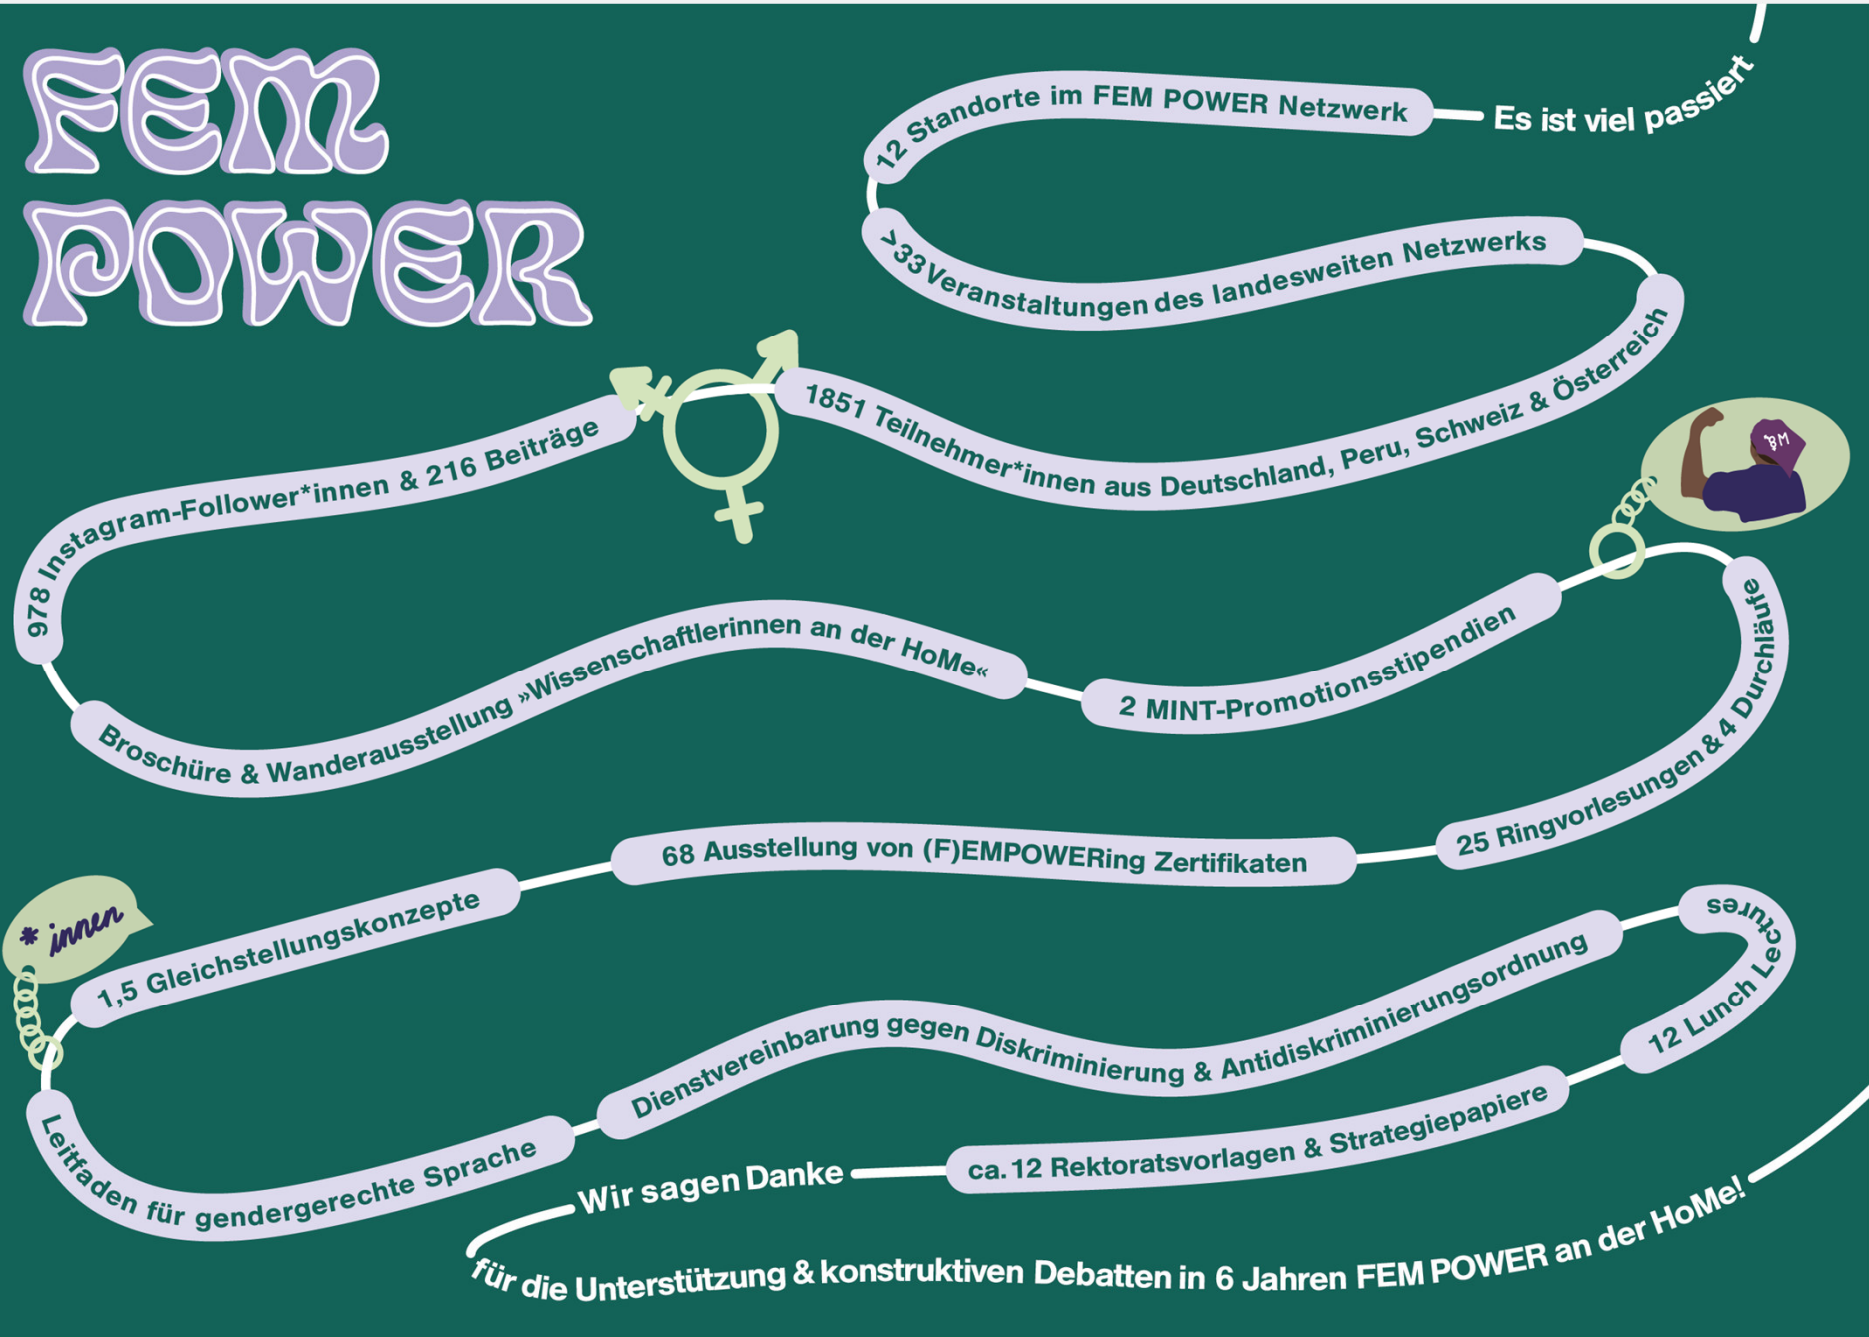 FEM
POWER
Es ist viel passiert
12 Standorte im FEM POWER Netzwerk
>33 Veranstaltungen des landesweiten Netzwerks
1851 Teilnehmer*innen aus Deutschland, Peru, Schweiz & Österreich
978 Instagram-Follower*innen & 216 Beiträge
Broschüre & Wanderausstellung »Wissenschaftlerinnen an der HoMe«
2 MINT-Promotionsstipendien
BM
25 Ringvorlesungen & 4 Durchläufe
68 Ausstellung von (F)EMPOWERing Zertifikaten
1,5 Gleichstellungskonzepte
* innen
Leitfaden für gendergerechte Sprache
Dienstvereinbarung gegen Diskriminierung & Antidiskriminierungsordnung
12 Lunch Lectures
ca. 12 Rektoratsvorlagen & Strategiepapiere
Wir sagen Danke
für die Unterstützung & konstruktiven Debatten in 6 Jahren FEM POWER an der HoMe!